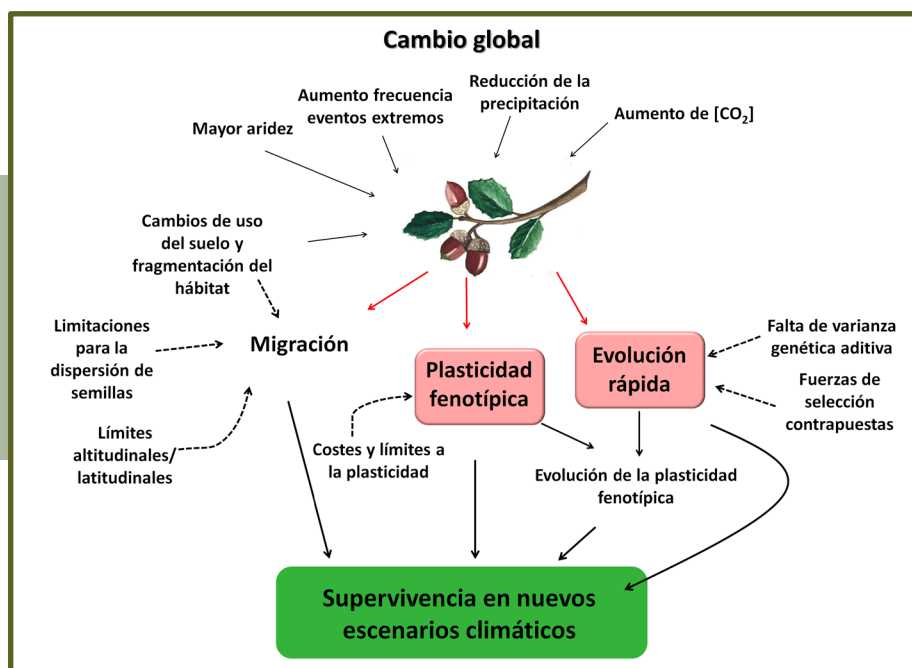 Cambio global
Reducción de la
precipitación
Aumento frecuencia
eventos extremos
Aumento de [CO₂]
Mayor aridez
Cambios de uso
del suelo y
fragmentación del
hábitat
Limitaciones
para la
dispersión de
semillas
Migración
Límites
altitudinales/
latitudinales
Plasticidad
fenotípica
Costes y límites a
la plasticidad
Evolución
rápida
Falta de varianza
genética aditiva
Fuerzas de
selección
contrapuestas
Evolución de la plasticidad
fenotípica
Supervivencia en nuevos
escenarios climáticos